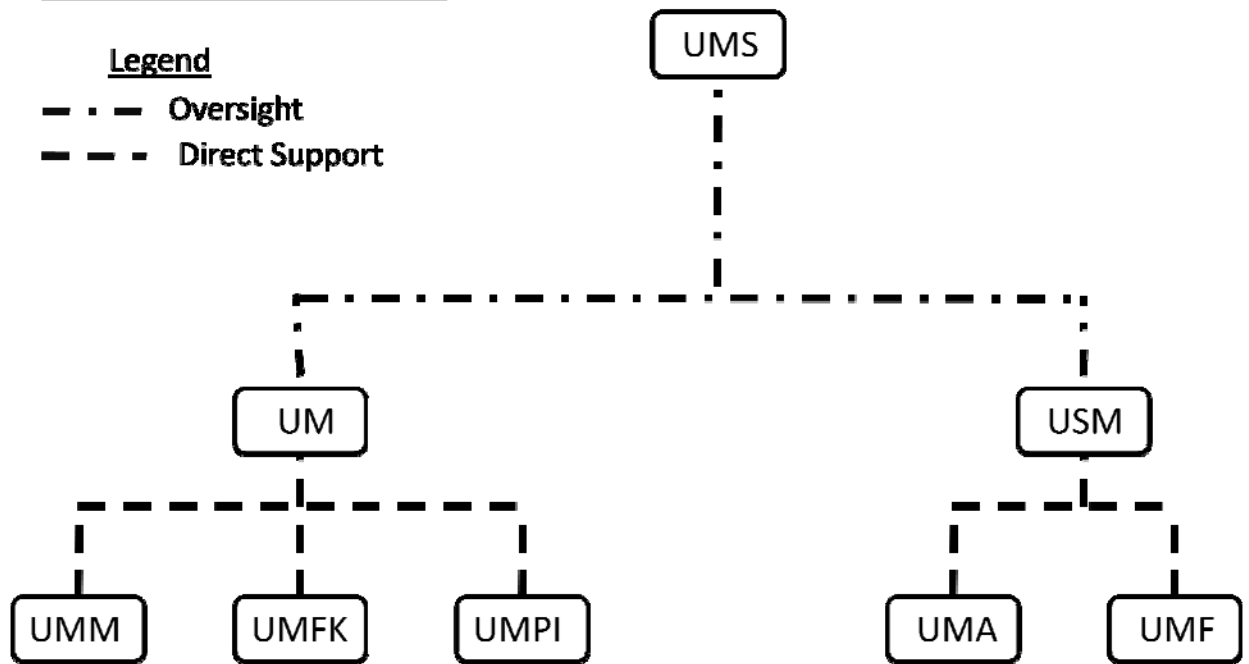 UMS
Legend
Oversight
Direct Support
UM
USM
UMM
UMFK
UMPI
UMA
UMF